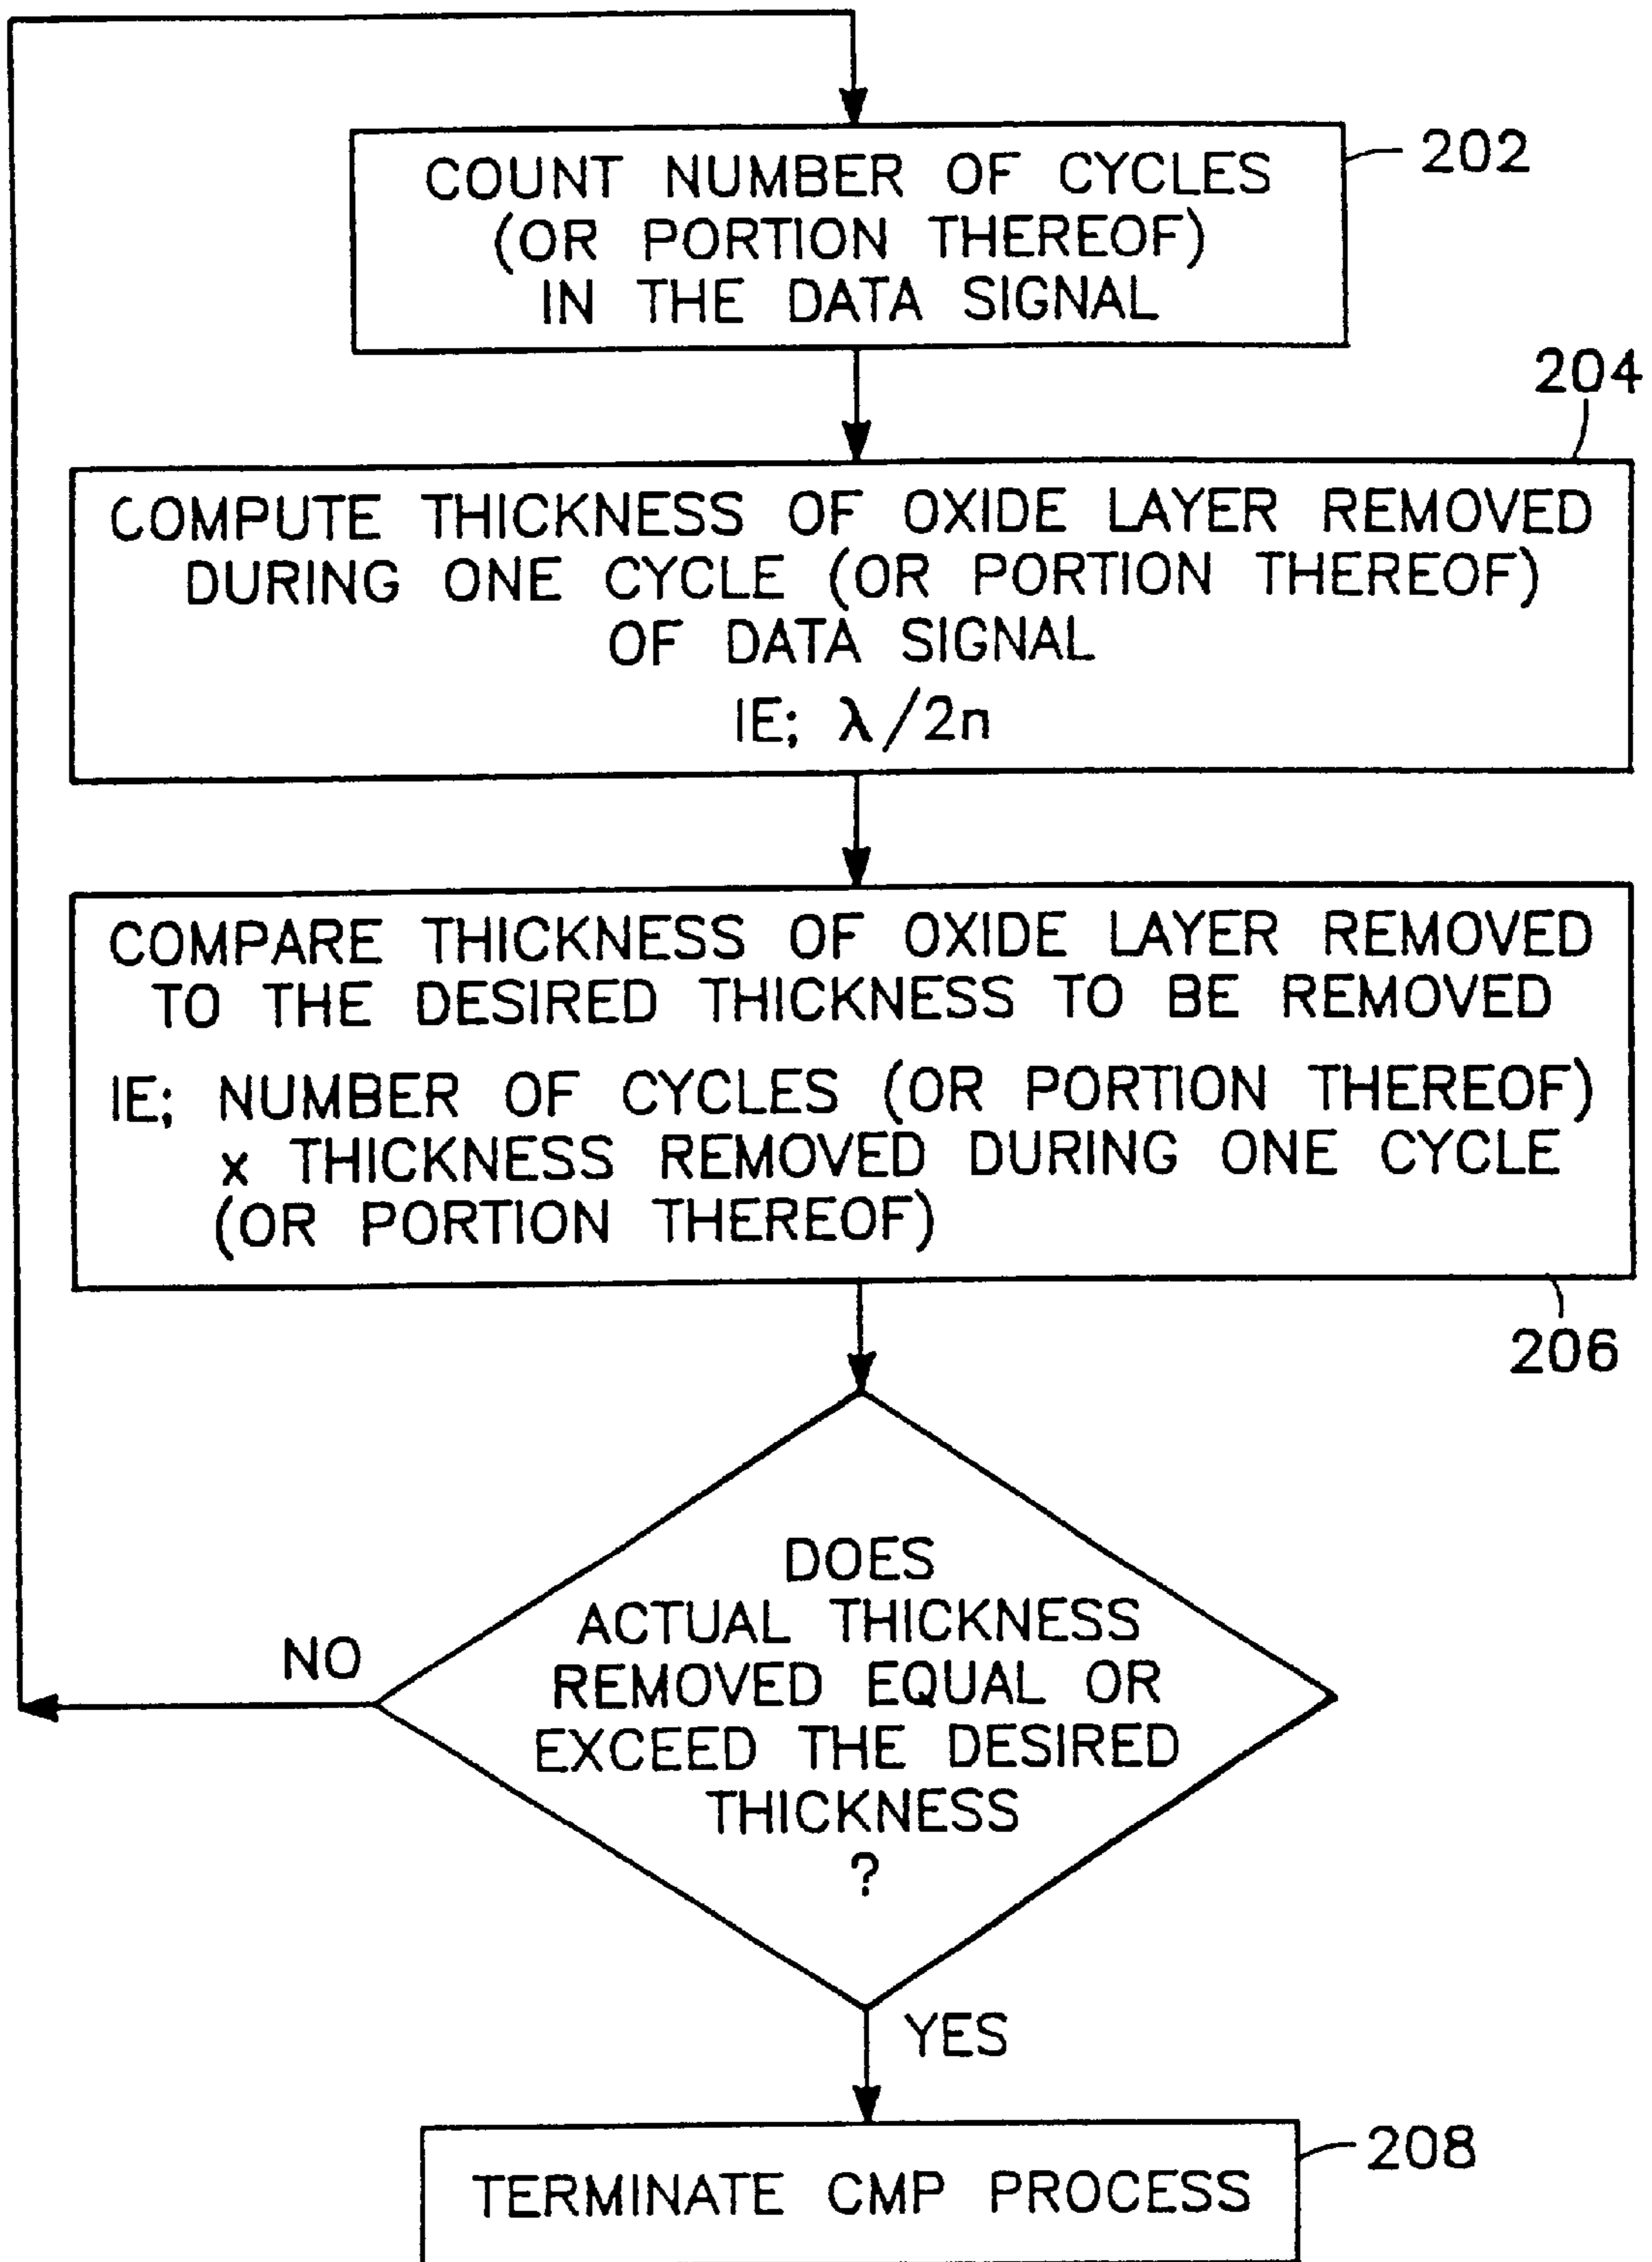 COUNT NUMBER OF CYCLES
(OR PORTION THEREOF)
IN THE DATA SIGNAL
202
204
COMPUTE THICKNESS OF OXIDE LAYER REMOVED
DURING ONE CYCLE (OR PORTION THEREOF)
OF DATA SIGNAL
IE; λ/2n
COMPARE THICKNESS OF OXIDE LAYER REMOVED
TO THE DESIRED THICKNESS TO BE REMOVED
IE; NUMBER OF CYCLES (OR PORTION THEREOF)
x THICKNESS REMOVED DURING ONE CYCLE
(OR PORTION THEREOF)
206
DOES
ACTUAL THICKNESS
REMOVED EQUAL OR
EXCEED THE DESIRED
THICKNESS
?
NO
YES
TERMINATE CMP PROCESS
208